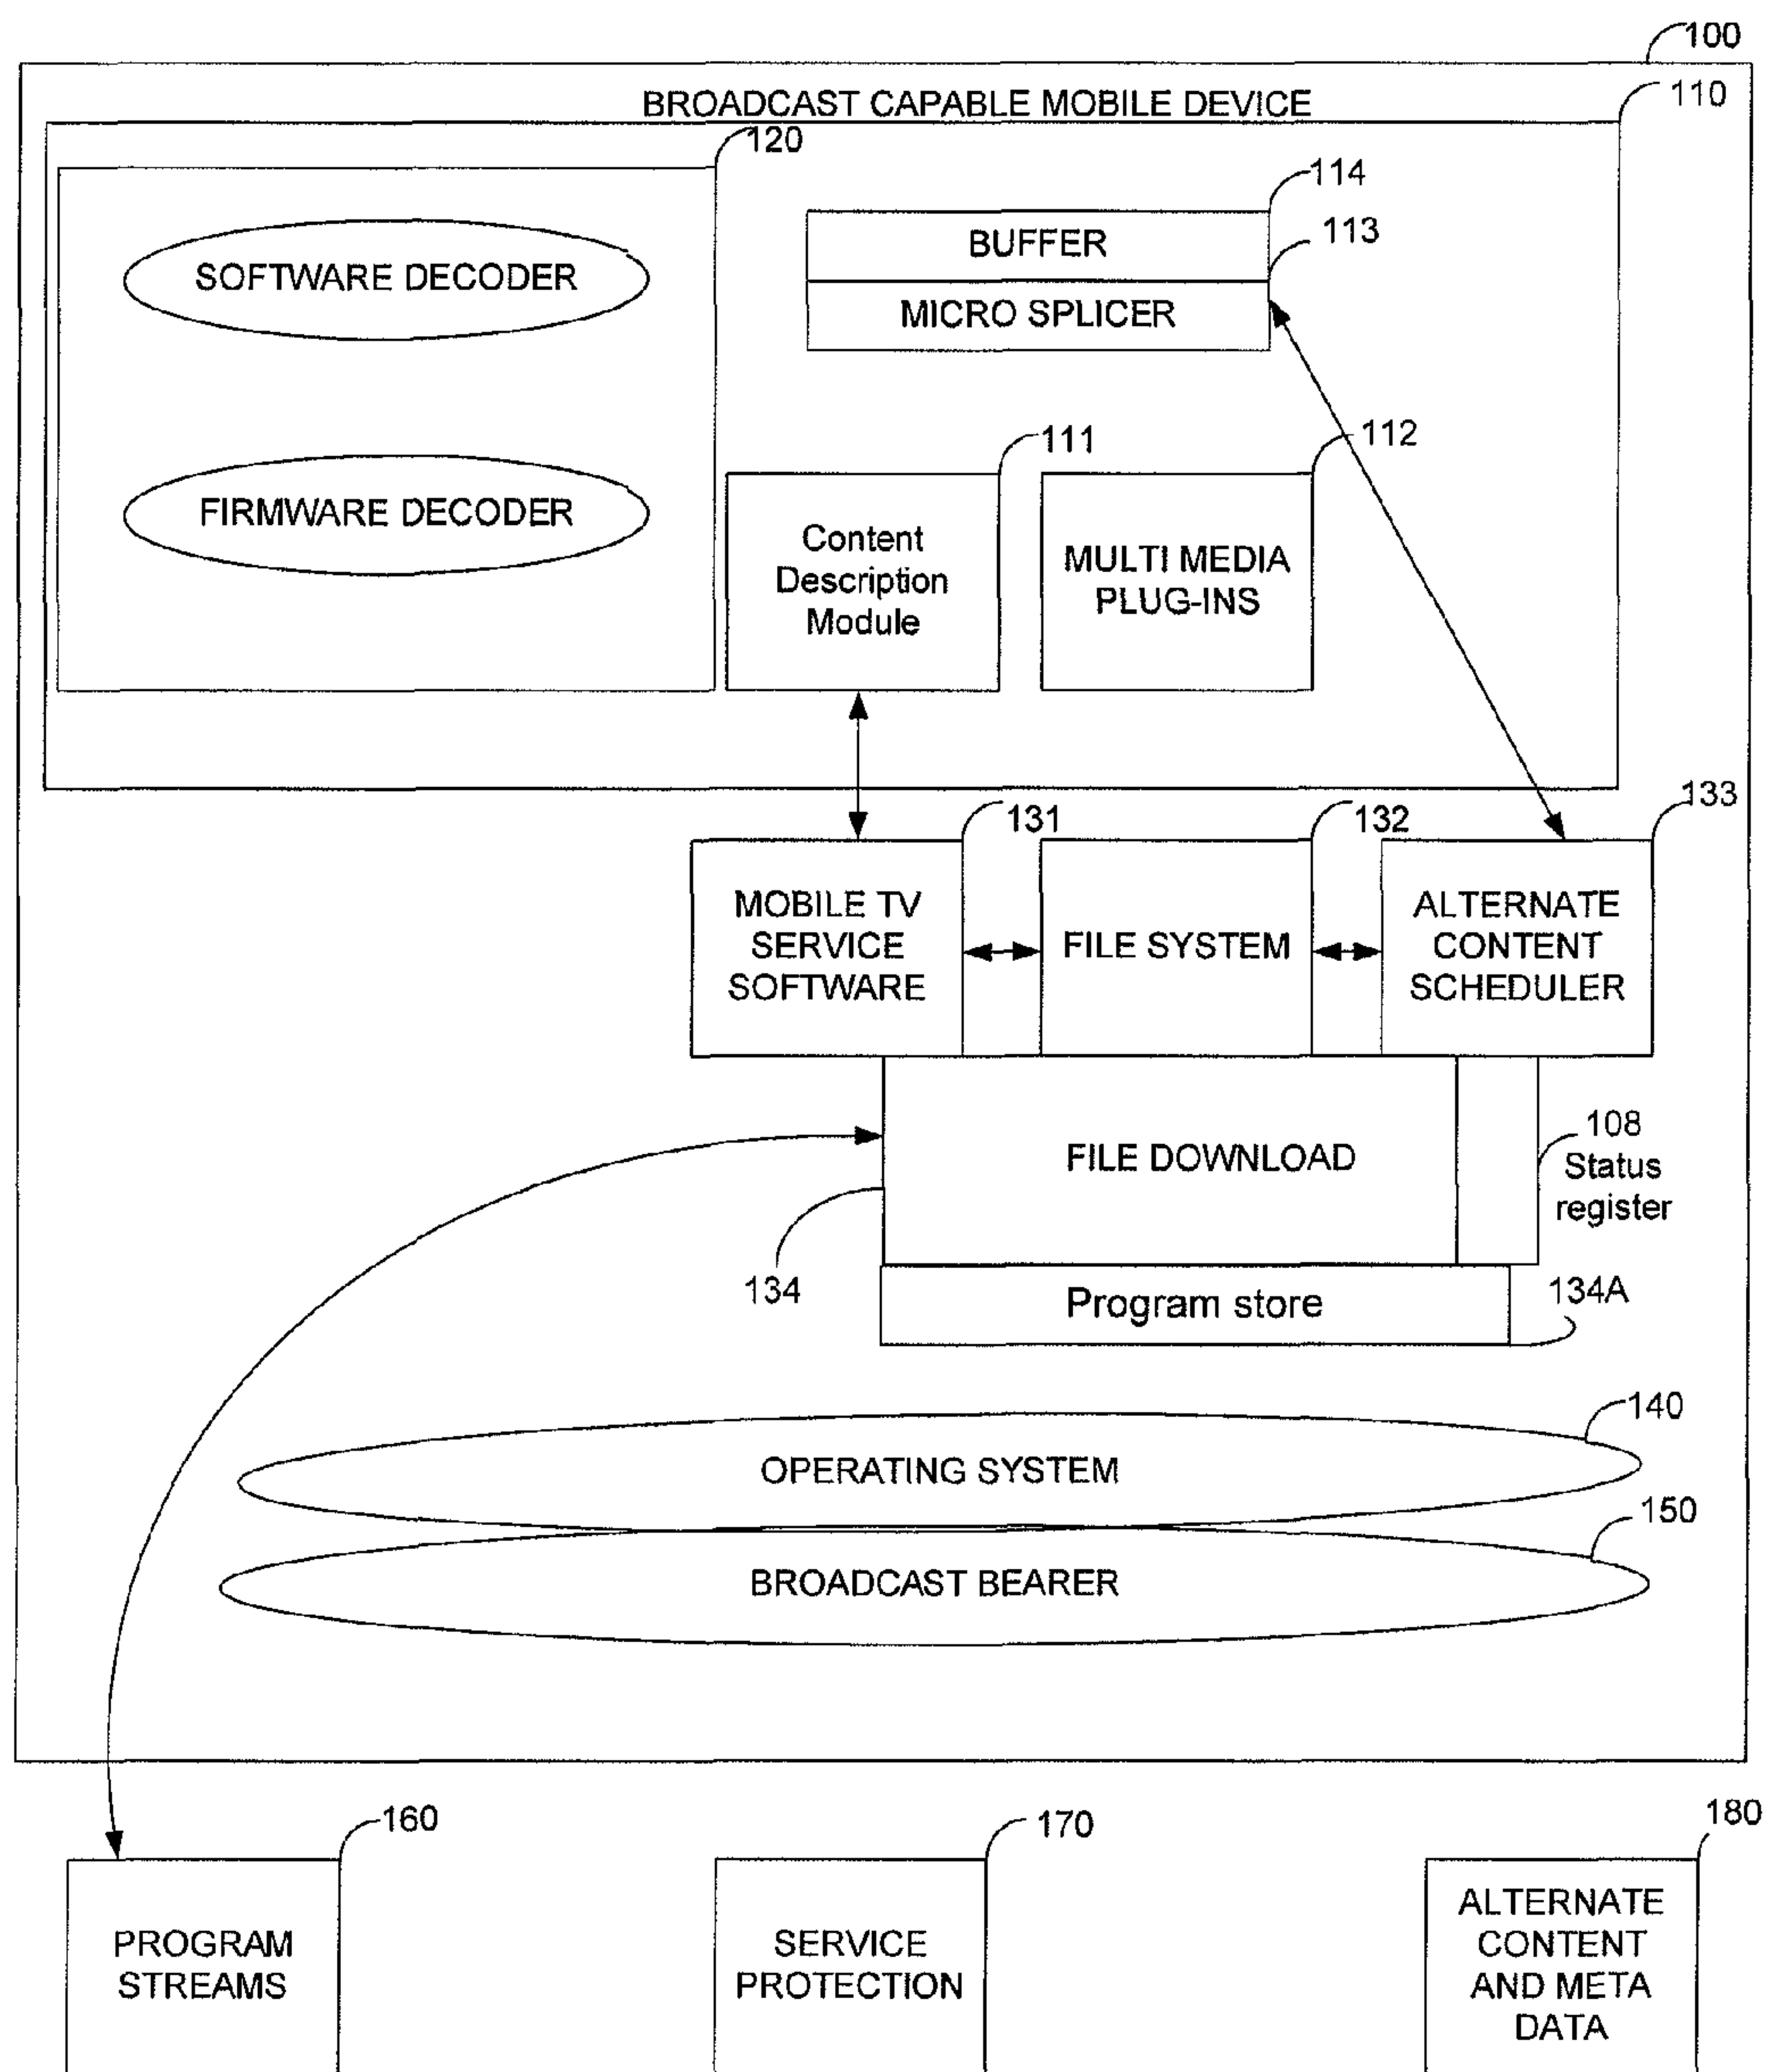 100
BROADCAST CAPABLE MOBILE DEVICE
110
120
114
BUFFER
113
SOFTWARE DECODER
MICRO SPLICER
111
112
FIRMWARE DECODER
Content
Description
Module
MULTI MEDIA
PLUG-INS
131
132
133
MOBILE TV
SERVICE
SOFTWARE
FILE SYSTEM
ALTERNATE
CONTENT
SCHEDULER
FILE DOWNLOAD
108
Status
register
134
Program store
134A
140
OPERATING SYSTEM
150
BROADCAST BEARER
160
170
180
PROGRAM
STREAMS
SERVICE
PROTECTION
ALTERNATE
CONTENT
AND META
DATA